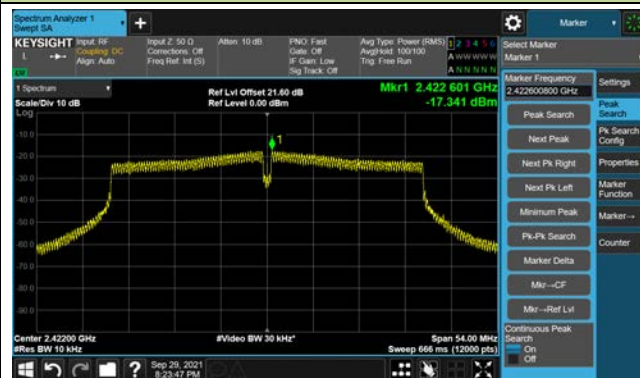 Spectrum Analyzer 1
Swept SA
Marker
KEYSIGHT
L
Input: RF
Coupling: DC
Align: Auto
Input Z: 50 Ω
Corrections: Off
Freq Ref: Int (S)
Atten: 10 dB
PNO: Fast
Gate: Off
IF Gain: Low
Sig Track: Off
Avg Type: Power (RMS)
Avg|Hold: 100/100
Trig: Free Run
1 2 3 4 5 6
A W W W W W
A N N N N N
Select Marker
Marker 1
1 Spectrum
Scale/Div 10 dB
Log
Ref Lvl Offset 21.60 dB
Ref Level 0.00 dBm
Mkr1 2.422 601 GHz
-17.341 dBm
-10.0
-20.0
-30.0
-40.0
-50.0
-60.0
-70.0
-80.0
-90.0
1
Center 2.42200 GHz
#Res BW 10 kHz
#Video BW 30 kHz*
Span 54.00 MHz
Sweep 666 ms (12000 pts)
Marker Frequency
2.422600800 GHz
Peak Search
Next Peak
Next Pk Right
Next Pk Left
Minimum Peak
Pk-Pk Search
Marker Delta
Mkr→CF
Mkr→Ref Lvl
Continuous Peak
Search
On
Off
Settings
Peak
Search
Pk Search
Config
Properties
Marker
Function
Marker→
Counter
?
Sep 29, 2021
8:23:47 PM